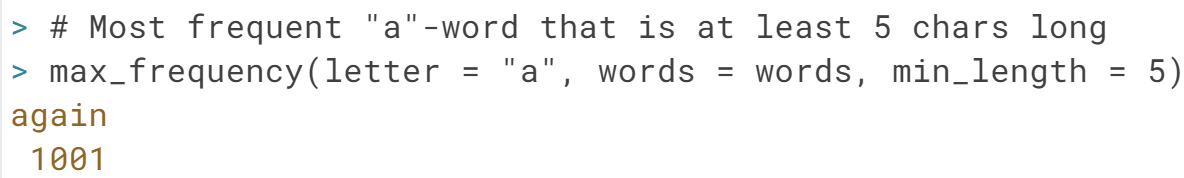 > # Most frequent "a"-word that is at least 5 chars long
> max_frequency(letter = "a", words = words, min_length = 5)
again
 1001